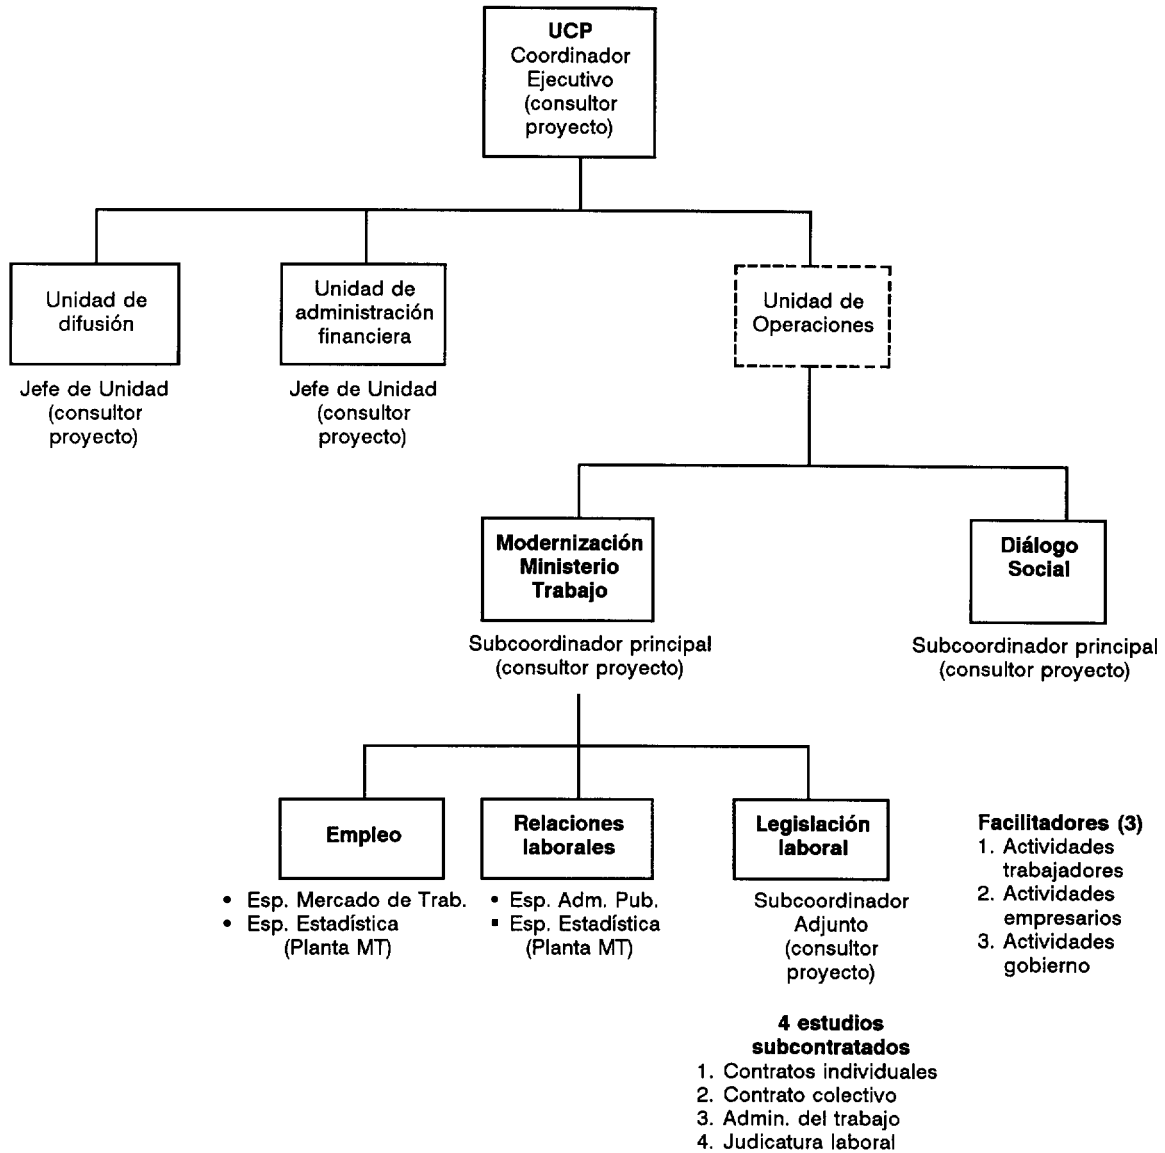 UCP
Coordinador
Ejecutivo
(consultor
proyecto)
Unidad de
difusión
Jefe de Unidad
(consultor
proyecto)
Unidad de
administración
financiera
Jefe de Unidad
(consultor
proyecto)
Unidad de
Operaciones
Modernización
Ministerio
Trabajo
Subcoordinador principal
(consultor proyecto)
Diálogo
Social
Subcoordinador principal
(consultor proyecto)
Empleo
• Esp. Mercado de Trab.
• Esp. Estadística
(Planta MT)
Relaciones
laborales
• Esp. Adm. Pub.
▪ Esp. Estadística
(Planta MT)
Legislación
laboral
Subcoordinador
Adjunto
(consultor
proyecto)
4 estudios
subcontratados
1. Contratos individuales
2. Contrato colectivo
3. Admin. del trabajo
4. Judicatura laboral
Facilitadores (3)
1. Actividades
trabajadores
2. Actividades
empresarios
3. Actividades
gobierno